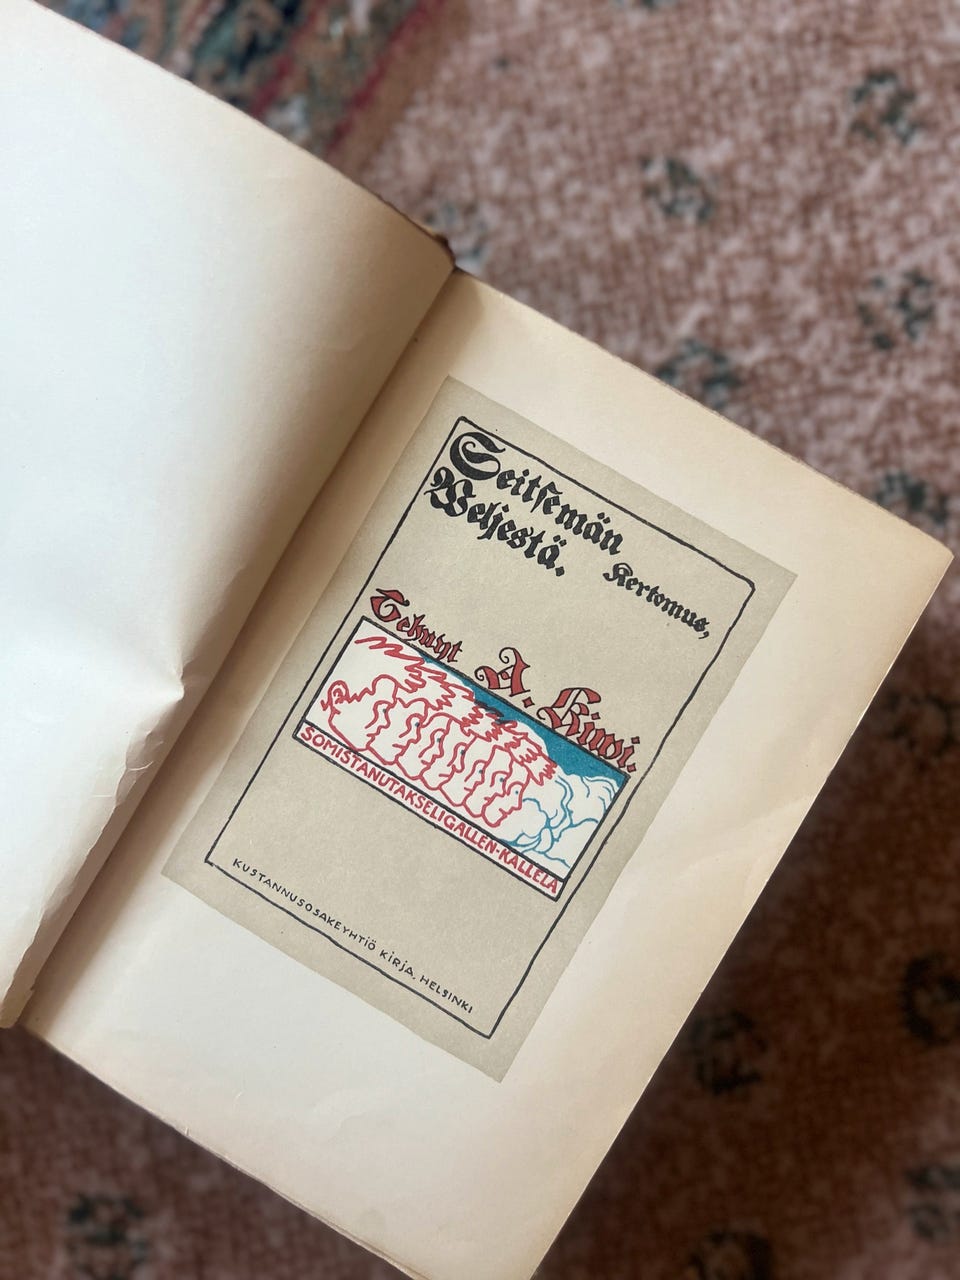 Seitſemän
Weljestä. Kertomus,
Tehnyt A. Kiwi.
SOMISTANUT AKSELI GALLEN-KALLELA
KUSTANNUSOSAKEYHTIÖ KIRJA, HELSINKI